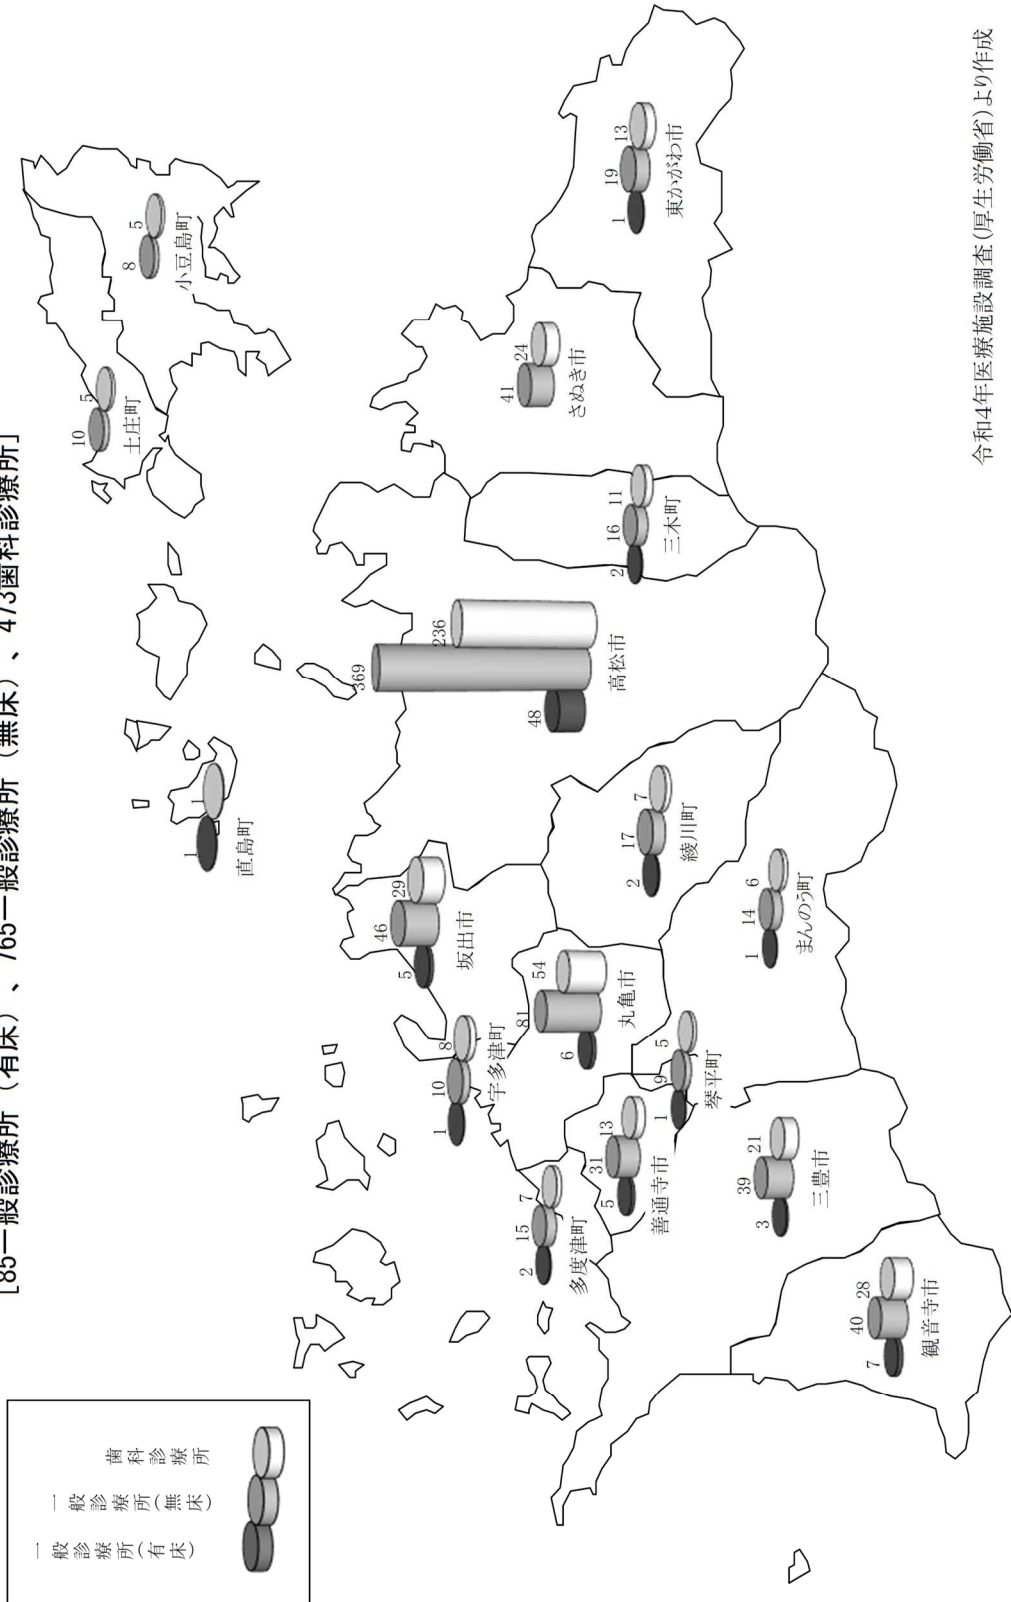 [85一般診療所（有床）、765一般診療所（無床）、473歯科診療所]
一般診療所(有床)
一般診療所(無床)
歯科診療所
10
5
土庄町
8
5
小豆島町
1
1
直島町
48
369
236
高松市
2
16
11
三木町
41
24
さぬき市
1
19
13
東かがわ市
5
46
29
坂出市
1
10
8
宇多津町
6
81
54
丸亀市
2
17
7
綾川町
2
15
7
多度津町
5
31
13
善通寺市
1
9
5
琴平町
1
14
6
まんのう町
3
39
21
三豊市
7
40
28
観音寺市
令和4年医療施設調査(厚生労働省)より作成